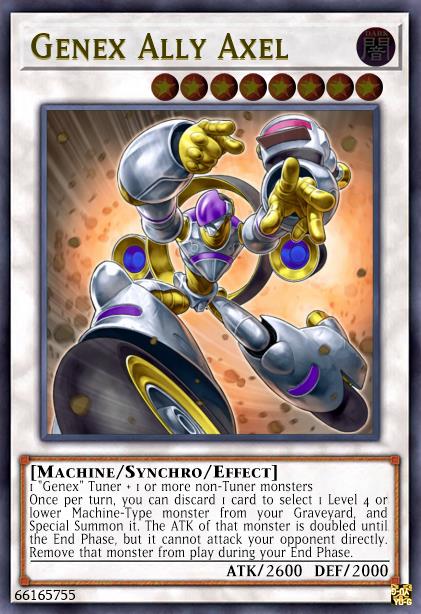 GENEX ALLY AXEL
DARK
闇
[MACHINE/SYNCHRO/EFFECT]
1 "Genex" Tuner + 1 or more non-Tuner monsters
Once per turn, you can discard 1 card to select 1 Level 4 or
lower Machine-Type monster from your Graveyard, and
Special Summon it. The ATK of that monster is doubled until
the End Phase, but it cannot attack your opponent directly.
Remove that monster from play during your End Phase.
ATK/2600 DEF/2000
66165755